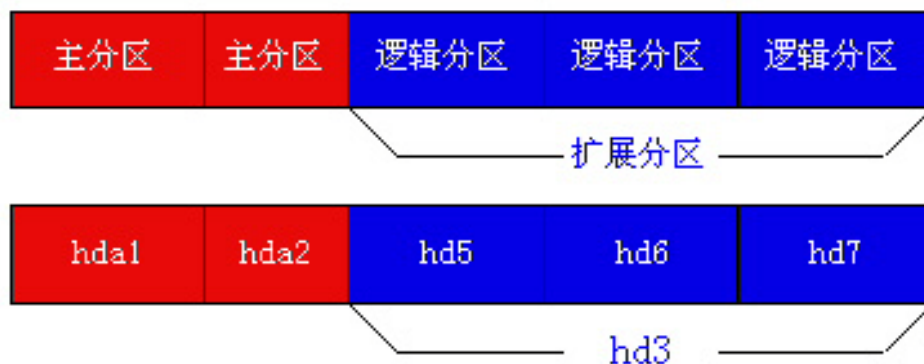 主分区 主分区 逻辑分区 逻辑分区 逻辑分区
扩展分区
hda1 hda2 hd5 hd6 hd7
hd3